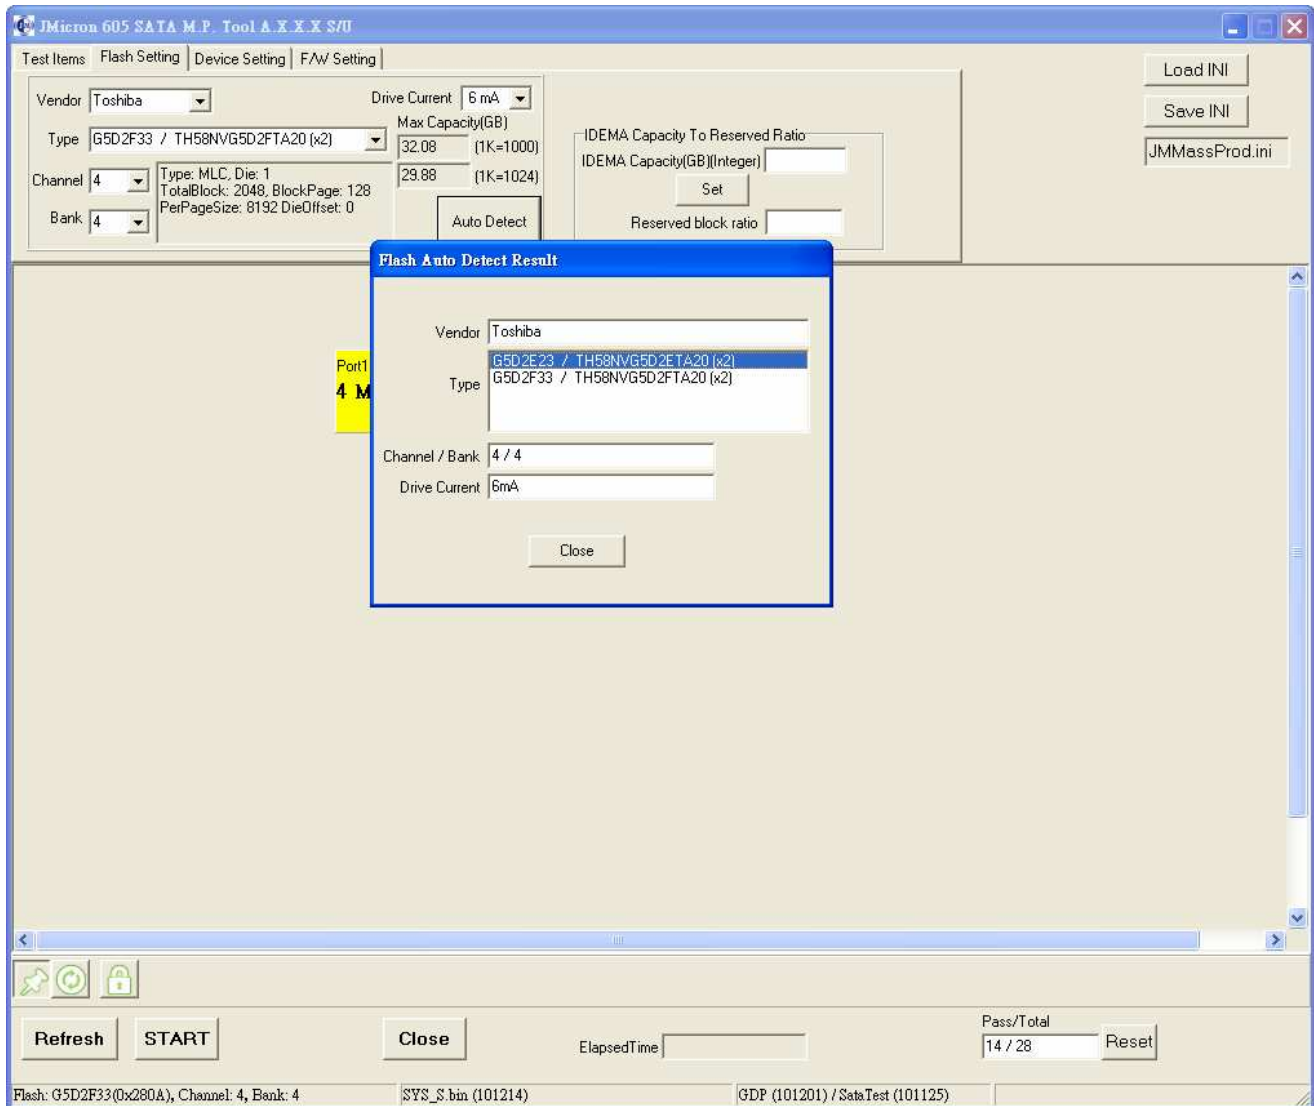 JMicron 605 SATA M.P. Tool A.X.X.X S/U
Test Items Flash Setting Device Setting F/W Setting
Load INI
Save INI
JMMassProd.ini
Vendor Toshiba
Drive Current 6 mA
Type G5D2F33 / TH58NVG5D2FTA20 (x2)
Max Capacity(GB)
32.08 (1K=1000)
29.88 (1K=1024)
Channel 4
Bank 4
Type: MLC, Die: 1
TotalBlock: 2048, BlockPage: 128
PerPageSize: 8192 DieOffset: 0
Auto Detect
IDEMA Capacity To Reserved Ratio
IDEMA Capacity(GB)(Integer)
Set
Reserved block ratio
Port1
4 M
Flash Auto Detect Result
Vendor Toshiba
Type
G5D2E23 / TH58NVG5D2ETA20 (x2)
G5D2F33 / TH58NVG5D2FTA20 (x2)
Channel / Bank 4 / 4
Drive Current 6mA
Close
Refresh START Close
ElapsedTime
Pass/Total
14 / 28 Reset
Flash: G5D2F33(0x280A), Channel: 4, Bank: 4 SYS_S.bin (101214) GDP (101201) / SataTest (101125)